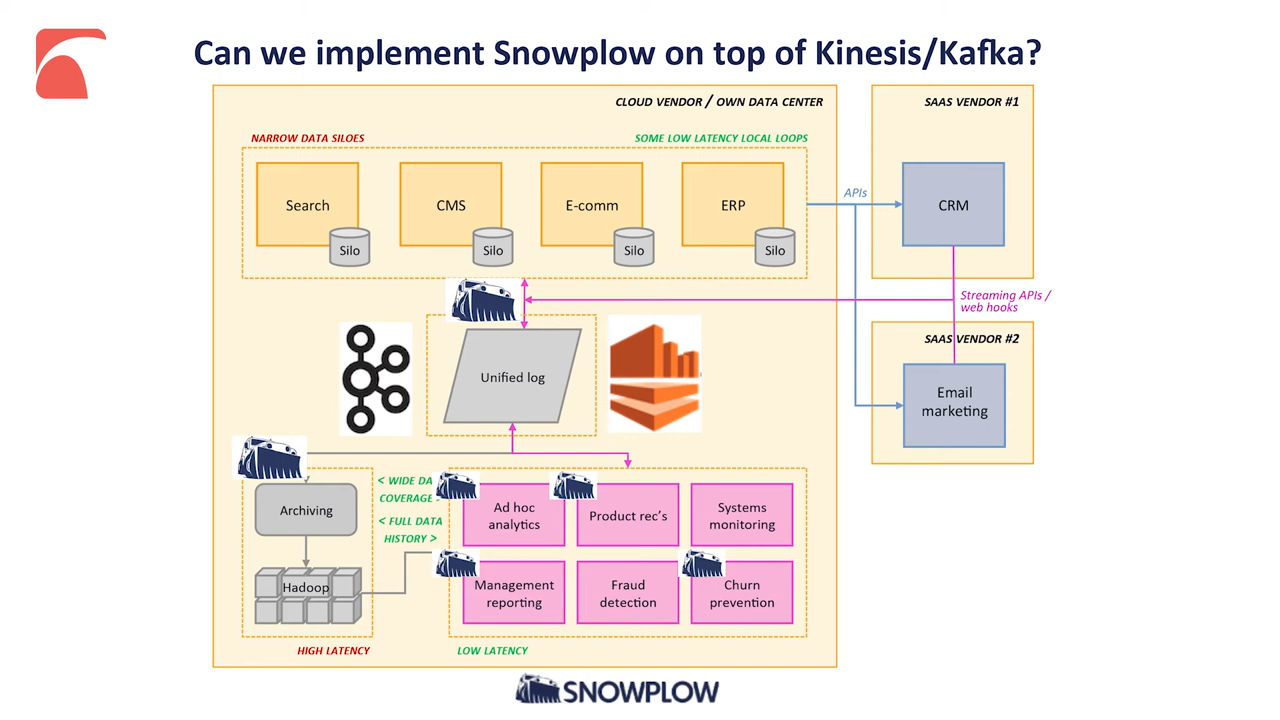 Can we implement Snowplow on top of Kinesis/Kafka?
CLOUD VENDOR / OWN DATA CENTER
SAAS VENDOR #1
NARROW DATA SILOES
SOME LOW LATENCY LOCAL LOOPS
Search
Silo
CMS
Silo
E-comm
Silo
ERP
Silo
APIs
CRM
Streaming APIs /
web hooks
SAAS VENDOR #2
Email
marketing
Unified log
Archiving
Hadoop
< WIDE DA
COVERAGE
< FULL DATA
HISTORY >
Ad hoc
analytics
Product rec's
Systems
monitoring
Management
reporting
Fraud
detection
Churn
prevention
HIGH LATENCY
LOW LATENCY
SNOWPLOW